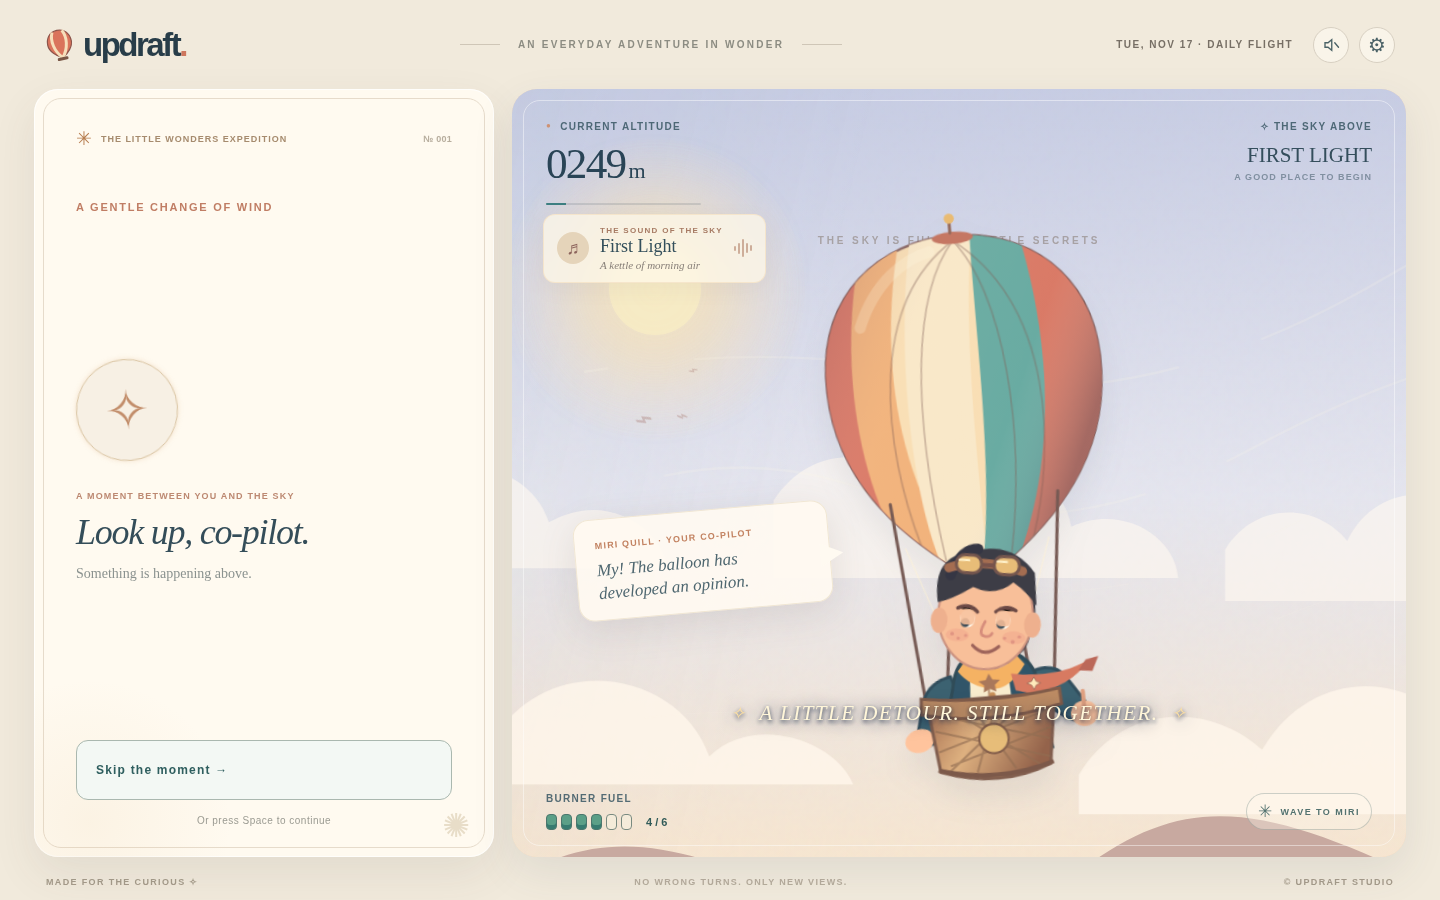 updraft.
AN EVERYDAY ADVENTURE IN WONDER
TUE, NOV 17 · DAILY FLIGHT
THE LITTLE WONDERS EXPEDITION
№ 001
A GENTLE CHANGE OF WIND
A MOMENT BETWEEN YOU AND THE SKY
Look up, co-pilot.
Something is happening above.
Skip the moment →
Or press Space to continue
CURRENT ALTITUDE
0249 m
THE SKY ABOVE
FIRST LIGHT
A GOOD PLACE TO BEGIN
THE SOUND OF THE SKY
First Light
A kettle of morning air
THE SKY IS SECRETS
MIRI QUILL · YOUR CO-PILOT
My! The balloon has
developed an opinion.
A LITTLE DETOUR. STILL TOGETHER.
BURNER FUEL
4 / 6
WAVE TO MIRI
MADE FOR THE CURIOUS
NO WRONG TURNS. ONLY NEW VIEWS.
© UPDRAFT STUDIO